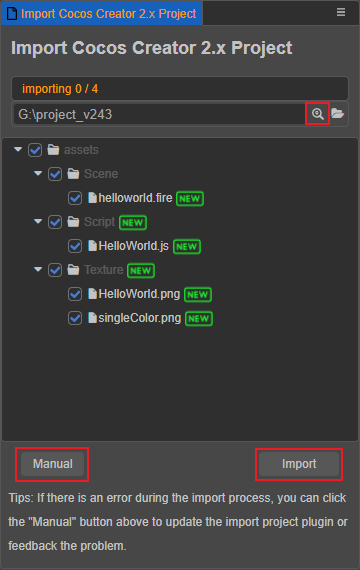 Import Cocos Creator 2.x Project
Import Cocos Creator 2.x Project
importing 0 / 4
G:\project_v243
assets
Scene
helloworld.fire NEW
Script NEW
HelloWorld.js NEW
Texture NEW
HelloWorld.png NEW
singleColor.png NEW
Manual Import
Tips: If there is an error during the import process, you can click
the "Manual" button above to update the import project plugin or
feedback the problem.